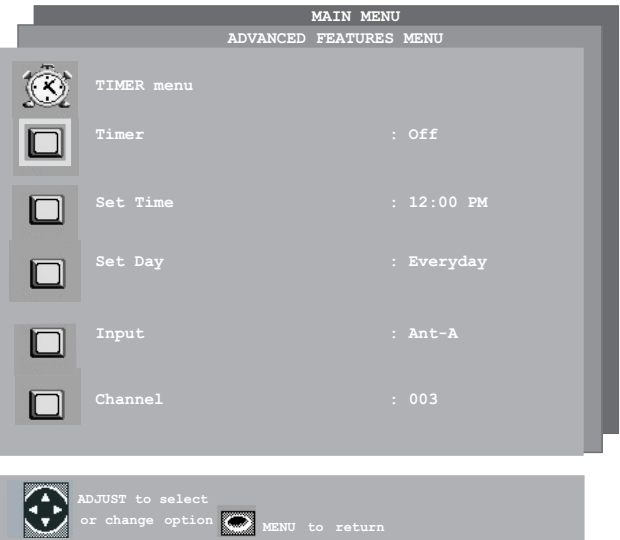 MAIN MENU
ADVANCED FEATURES MENU
TIMER menu
Timer : Off
Set Time : 12:00 PM
Set Day : Everyday
Input : Ant-A
Channel : 003
ADJUST to select
or change option MENU to return